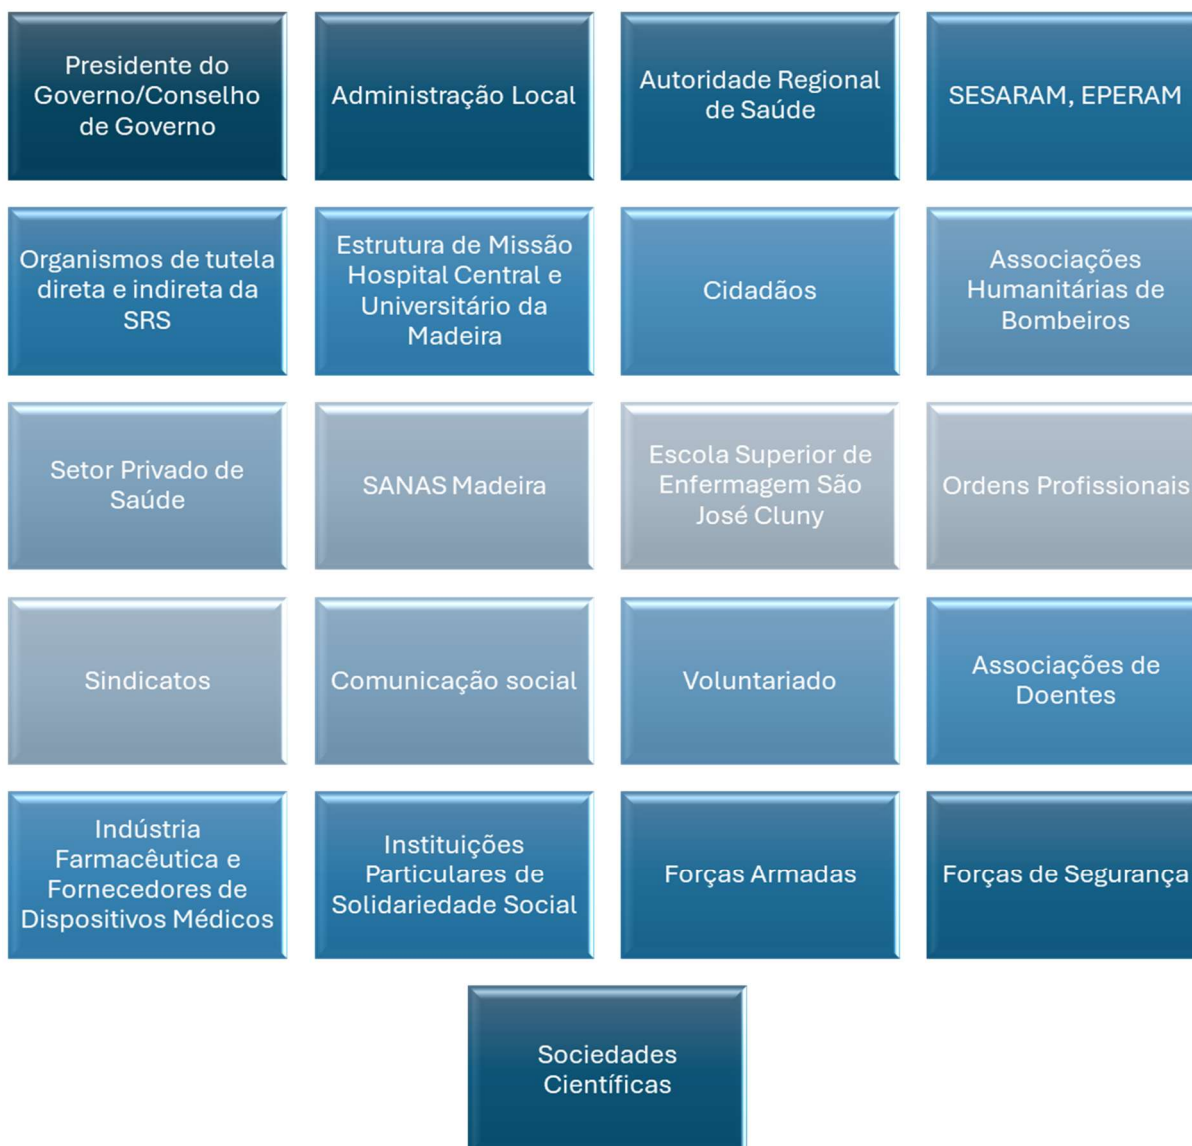 Presidente do
Governo/Conselho
de Governo
Administração Local
Autoridade Regional
de Saúde
SESARAM, EPERAM
Organismos de tutela
direta e indireta da
SRS
Estrutura de Missão
Hospital Central e
Universitário da
Madeira
Cidadãos
Associações
Humanitárias de
Bombeiros
Setor Privado de
Saúde
SANAS Madeira
Escola Superior de
Enfermagem São
José Cluny
Ordens Profissionais
Sindicatos
Comunicação social
Voluntariado
Associações de
Doentes
Indústria
Farmacêutica e
Fornecedores de
Dispositivos Médicos
Instituições
Particulares de
Solidariedade Social
Forças Armadas
Forças de Segurança
Sociedades
Científicas